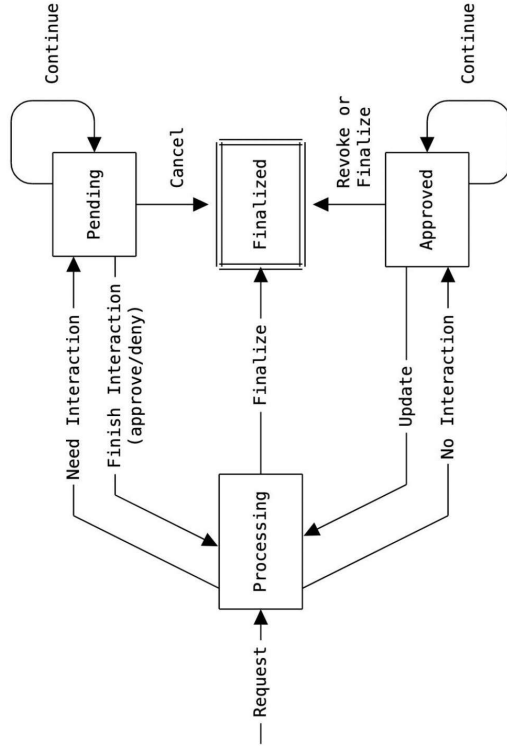 Continue
Pending
Cancel
Need Interaction
Finish Interaction
(approve/deny)
Finalized
Finalize
Processing
Request
Revoke or
Finalize
Approved
Continue
Update
No Interaction